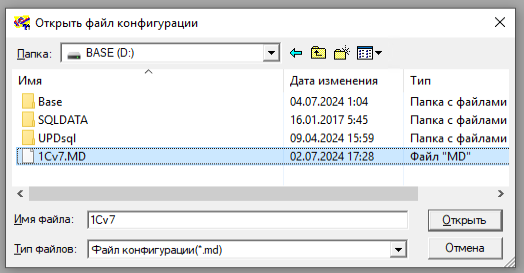 Открыть файл конфигурации
Папка: BASE (D:)
Имя Дата изменения Тип
Base 04.07.2024 1:04 Папка с файлами
SQLDATA 16.01.2017 5:45 Папка с файлами
UPDsql 09.04.2024 15:59 Папка с файлами
1Cv7.MD 02.07.2024 17:28 Файл "MD"
Имя файла: 1Cv7 Открыть
Тип файлов: Файл конфигурации(*.md) Отмена